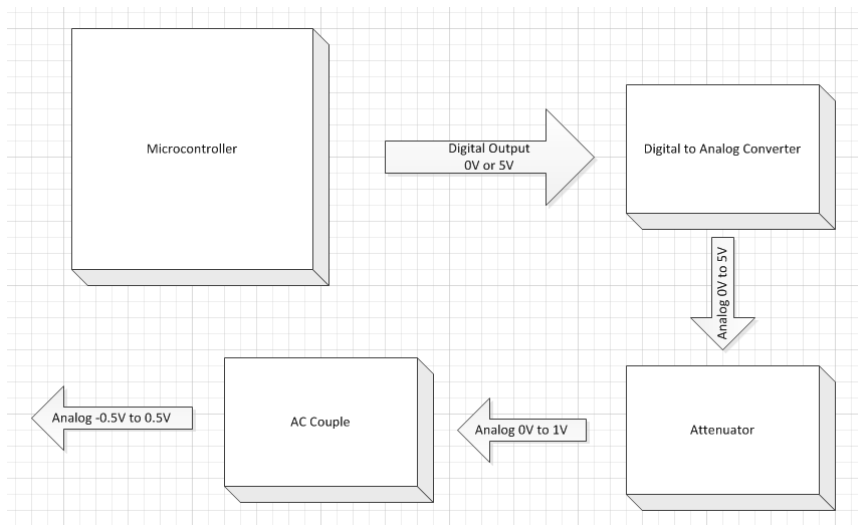 Microcontroller
Digital Output
0V or 5V
Digital to Analog Converter
Analog 0V to 5V
Attenuator
Analog 0V to 1V
AC Couple
Analog -0.5V to 0.5V